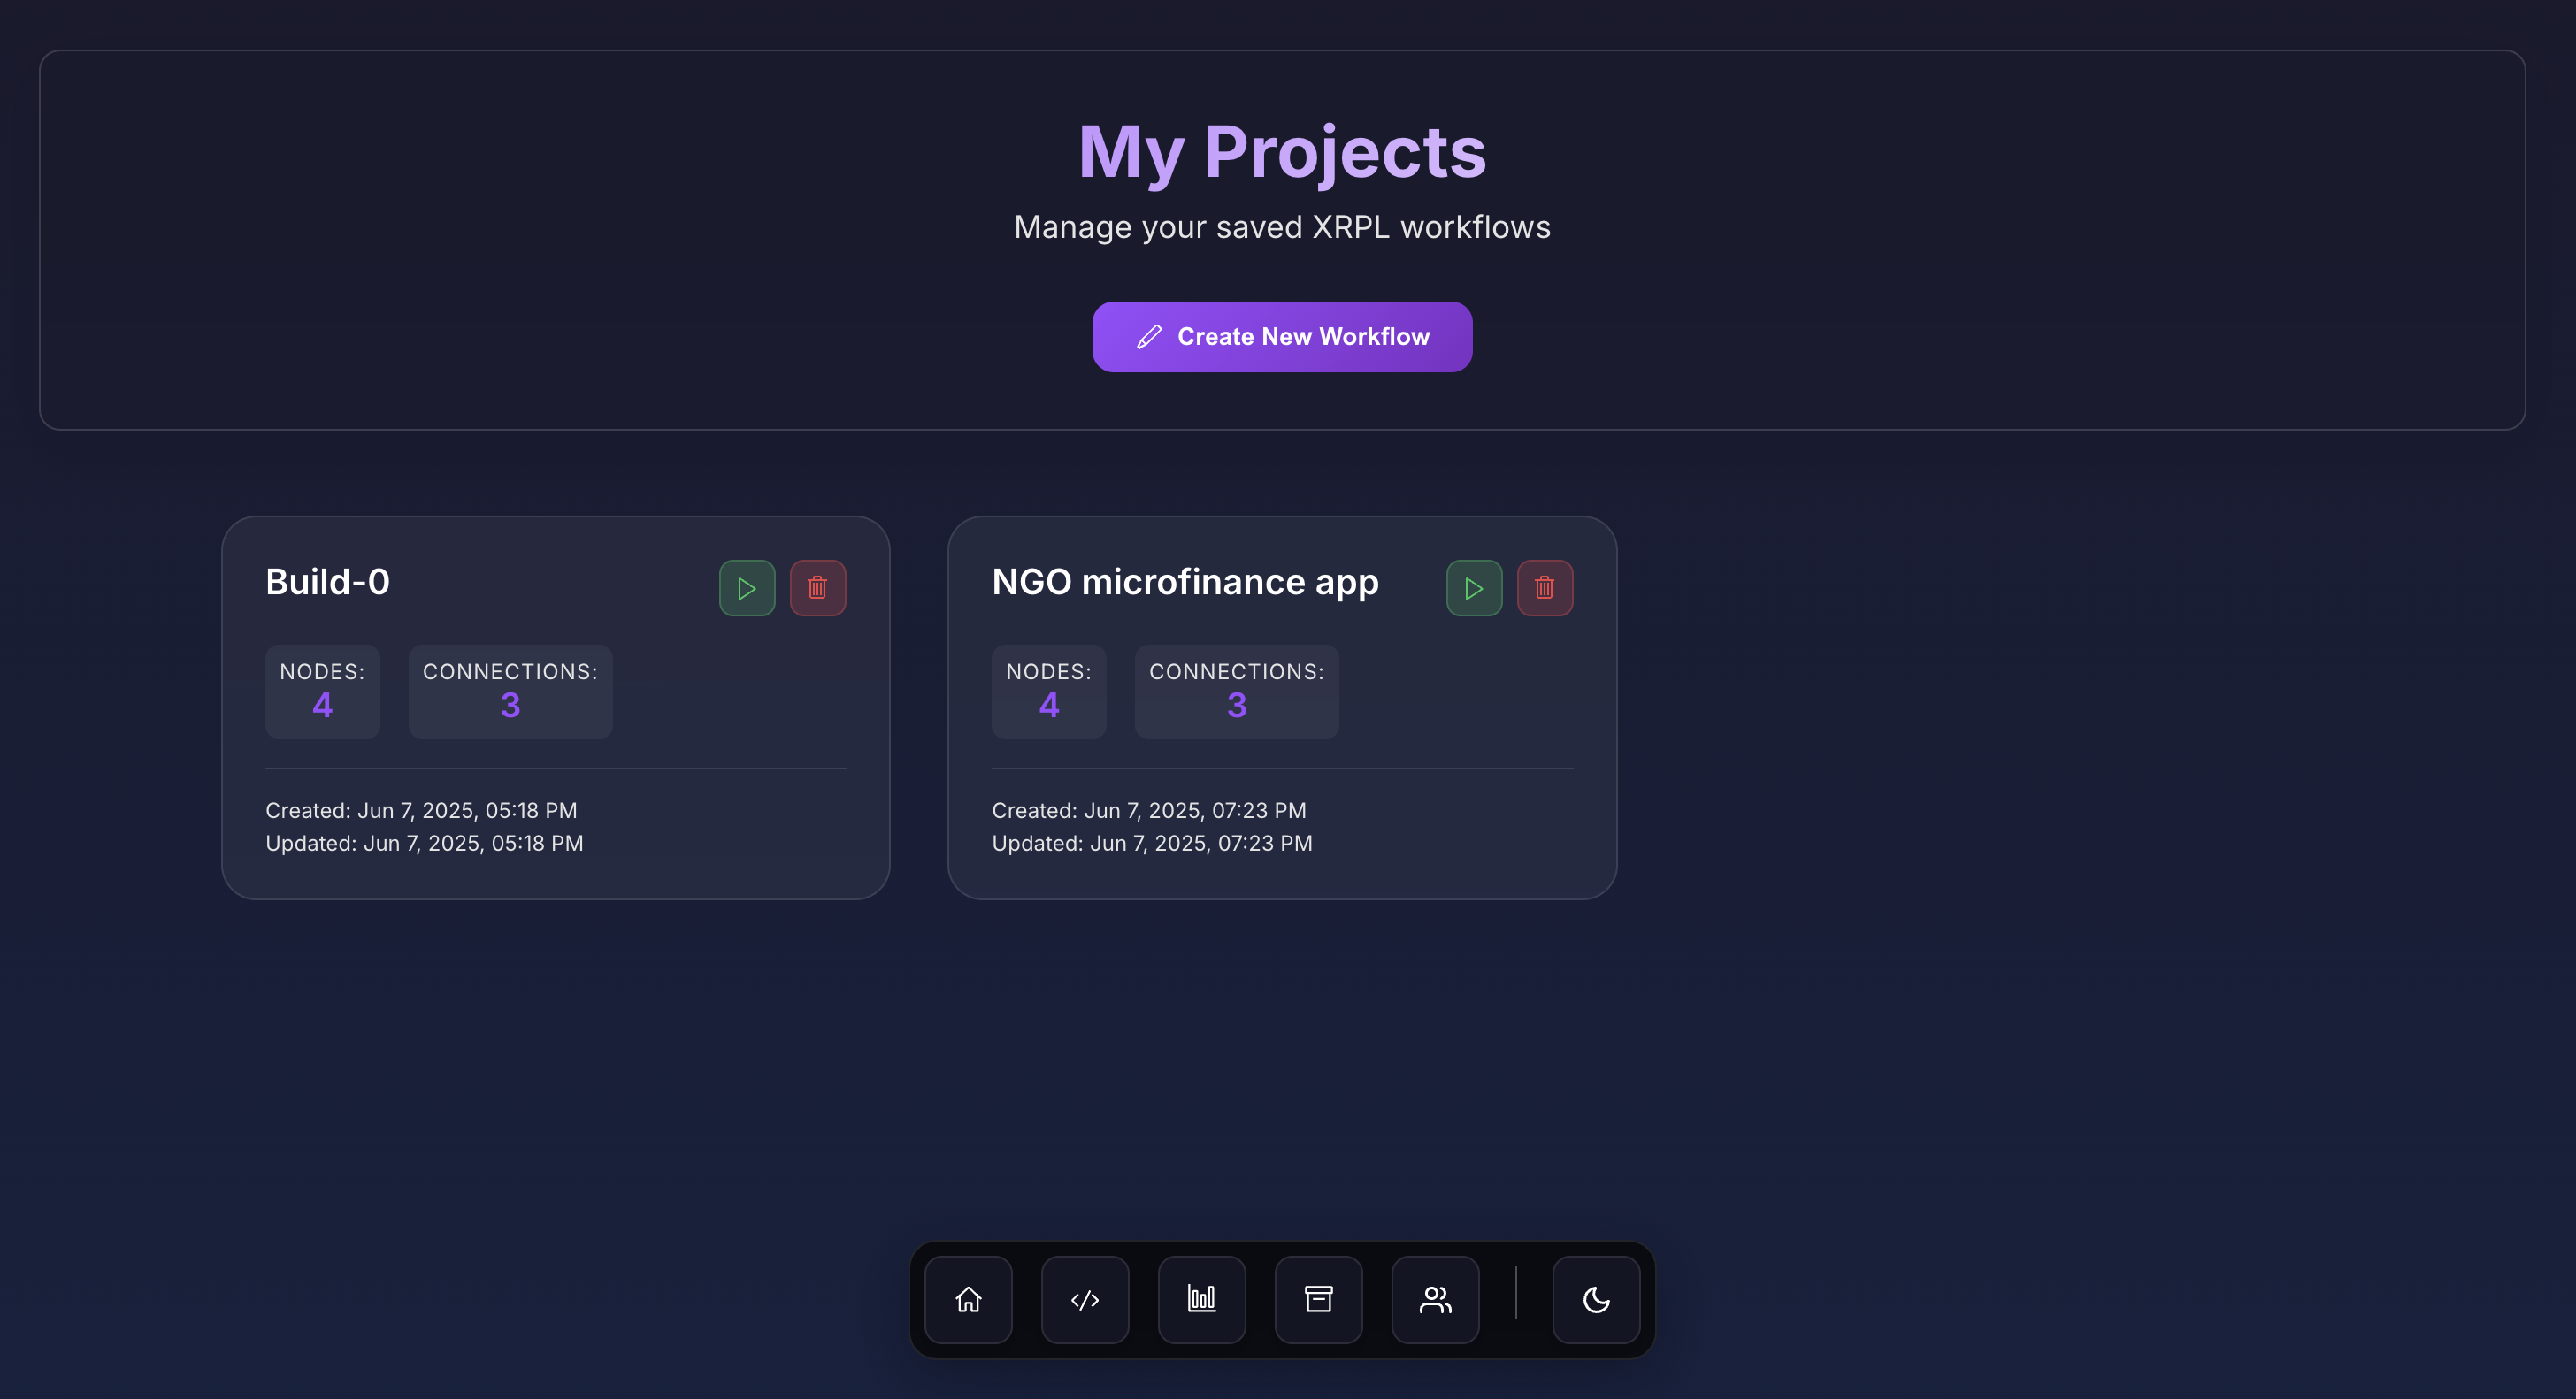 My Projects
Manage your saved XRPL workflows
Create New Workflow
Build-0
NODES:
4
CONNECTIONS:
3
Created: Jun 7, 2025, 05:18 PM
Updated: Jun 7, 2025, 05:18 PM
NGO microfinance app
NODES:
4
CONNECTIONS:
3
Created: Jun 7, 2025, 07:23 PM
Updated: Jun 7, 2025, 07:23 PM